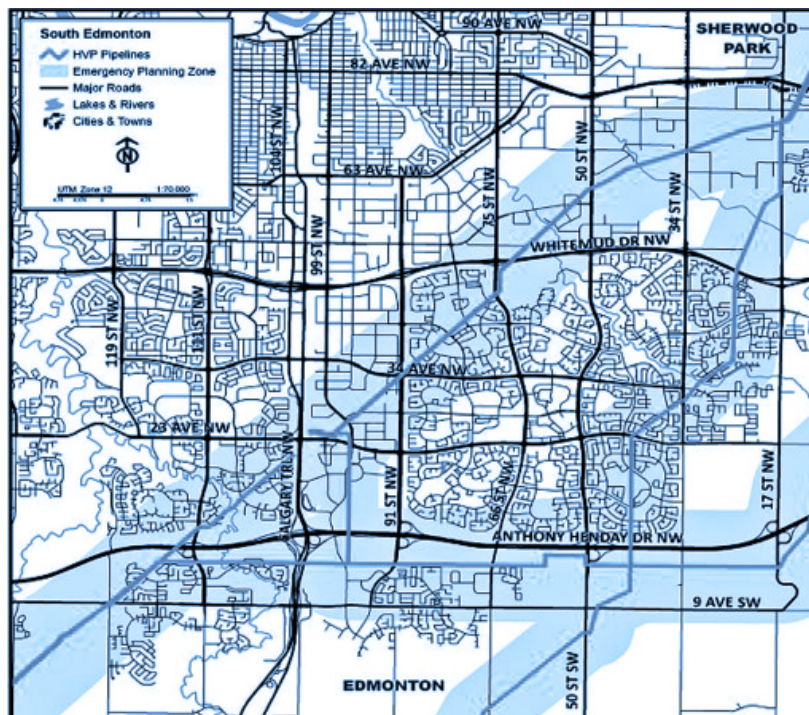 South Edmonton
HVP Pipelines
Emergency Planning Zone
Major Roads
Lakes & Rivers
Cities & Towns
N
UTM Zone 12 1:70,000
90 AVE NW
SHERWOOD
PARK
82 AVE NW
104 ST NW
63 AVE NW
75 ST NW
50 ST NW
34 ST NW
99 ST NW
WHITEMUD DR NW
119 ST NW
111 ST NW
34 AVE NW
23 AVE NW
CALGARY TRL NW
91 ST NW
66 ST NW
17 ST NW
ANTHONY HENDAY DR NW
9 AVE SW
EDMONTON
50 ST SW